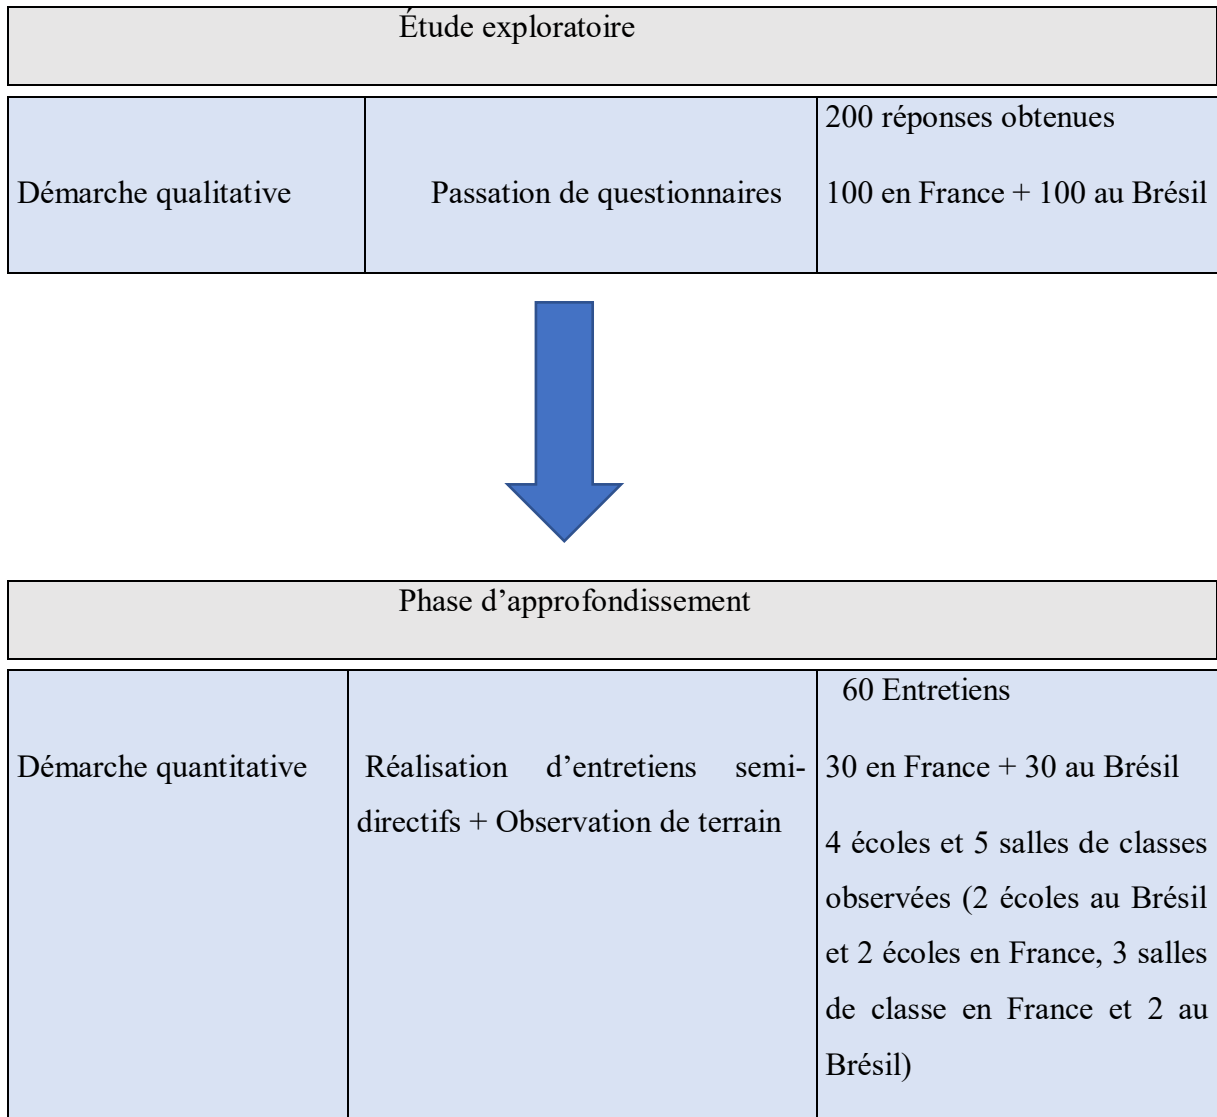 Étude exploratoire
Démarche qualitative
Passation de questionnaires
200 réponses obtenues
100 en France + 100 au Brésil
Phase d’approfondissement
Démarche quantitative
Réalisation d’entretiens semi-
directifs + Observation de terrain
60 Entretiens
30 en France + 30 au Brésil
4 écoles et 5 salles de classes
observées (2 écoles au Brésil
et 2 écoles en France, 3 salles
de classe en France et 2 au
Brésil)